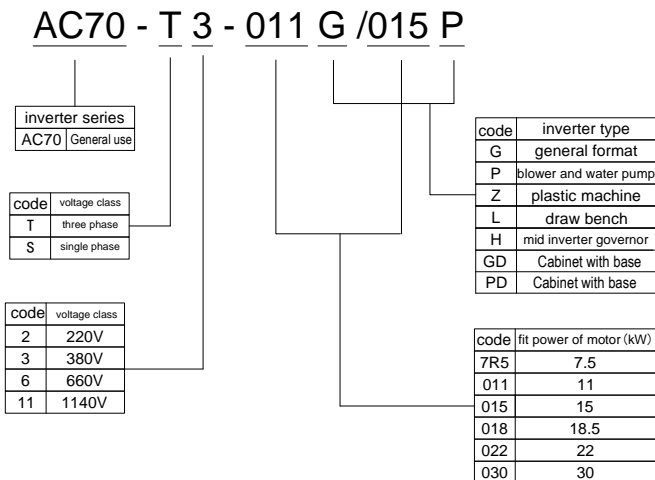 AC70 - T 3 - 011 G /015 P
inverter series
AC70 General use
code voltage class
T three phase
S single phase
code voltage class
2 220V
3 380V
6 660V
11 1140V
code inverter type
G general format
P blower and water pump
Z plastic machine
L draw bench
H mid inverter governor
GD Cabinet with base
PD Cabinet with base
code fit power of motor (kW)
7R5 7.5
011 11
015 15
018 18.5
022 22
030 30